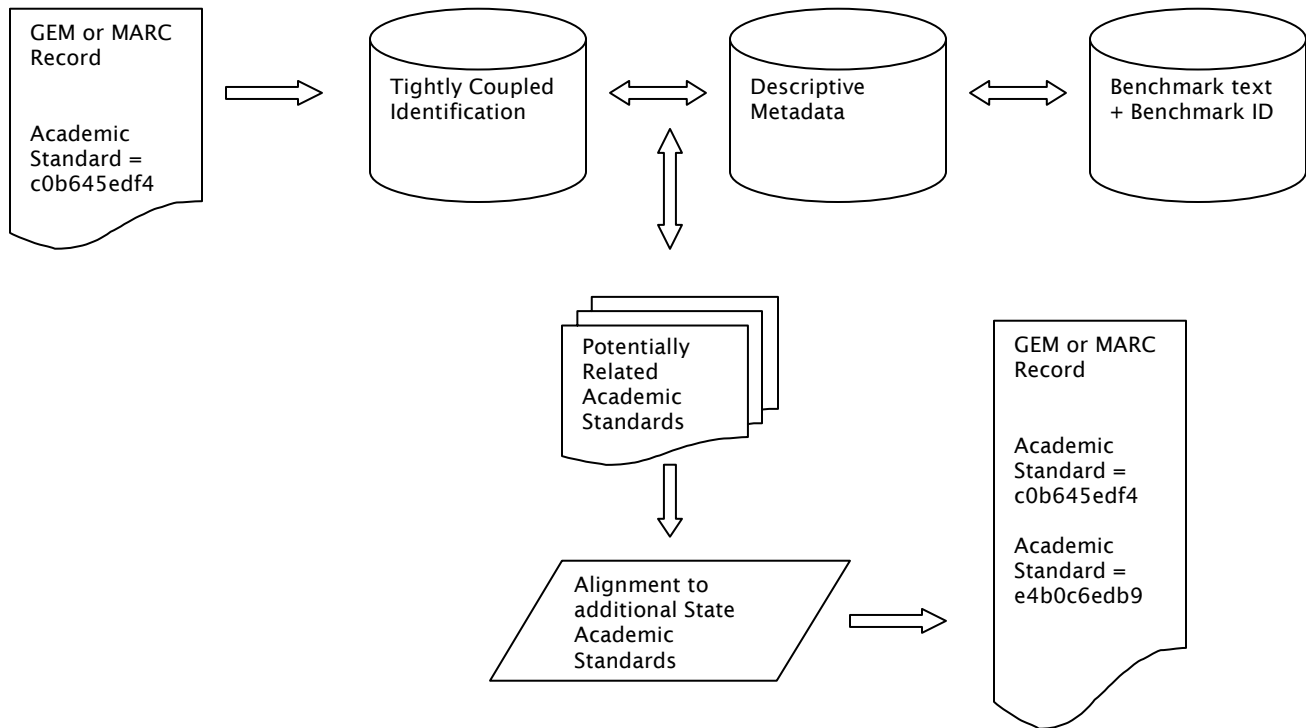 GEM or MARC
Record
Academic
Standard =
c0b645edf4
Tightly Coupled
Identification
Descriptive
Metadata
Benchmark text
+ Benchmark ID
Potentially
Related
Academic
Standards
Alignment to
additional State
Academic
Standards
GEM or MARC
Record
Academic
Standard =
c0b645edf4
Academic
Standard =
e4b0c6edb9